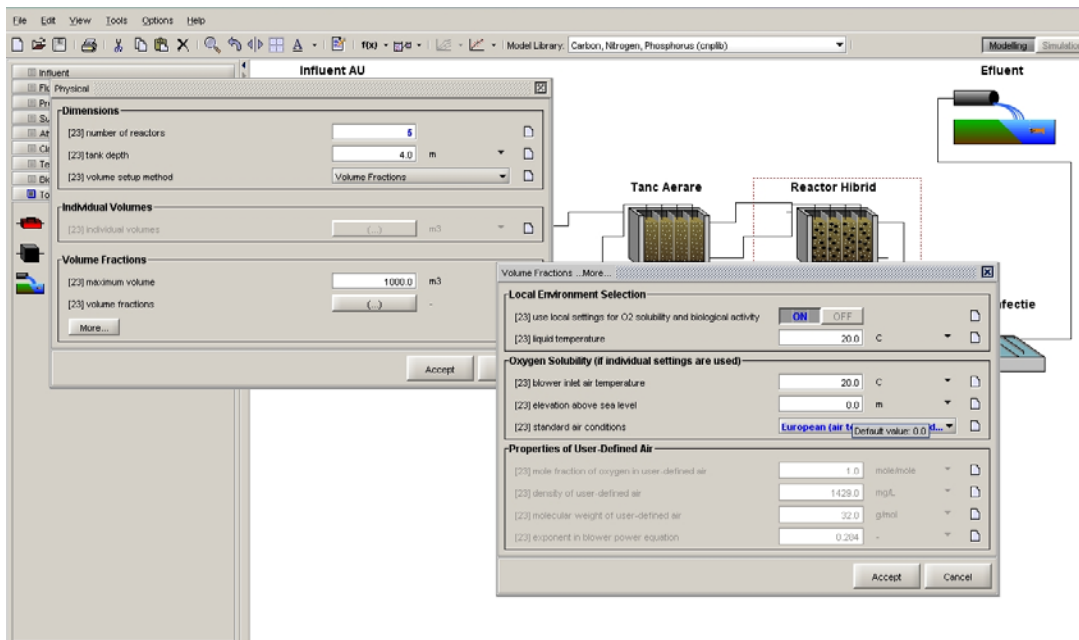 File Edit View Tools Options Help
f(x) Model Library: Carbon, Nitrogen, Phosphorus (cnplib) Modelling Simulation
Influent
Influent AU
Efluent
Physical
Dimensions
[23] number of reactors 5
[23] tank depth 4.0 m
[23] volume setup method Volume Fractions
Individual Volumes
[23] individual volumes (...) m3
Volume Fractions
[23] maximum volume 1000.0 m3
[23] volume fractions (...) -
More...
Accept
Tanc Aerare
Reactor Hibrid
Volume Fractions ...More...
Local Environment Selection
[23] use local settings for O2 solubility and biological activity ON OFF
[23] liquid temperature 20.0 C
Oxygen Solubility (if individual settings are used)
[23] blower inlet air temperature 20.0 C
[23] elevation above sea level 0.0 m
[23] standard air conditions European (air t
Default value: 0.0
Properties of User-Defined Air
[23] mole fraction of oxygen in user-defined air 1.0 mole/mole
[23] density of user-defined air 1429.0 mg/L
[23] molecular weight of user-defined air 32.0 g/mol
[23] exponent in blower power equation 0.284 -
Accept Cancel